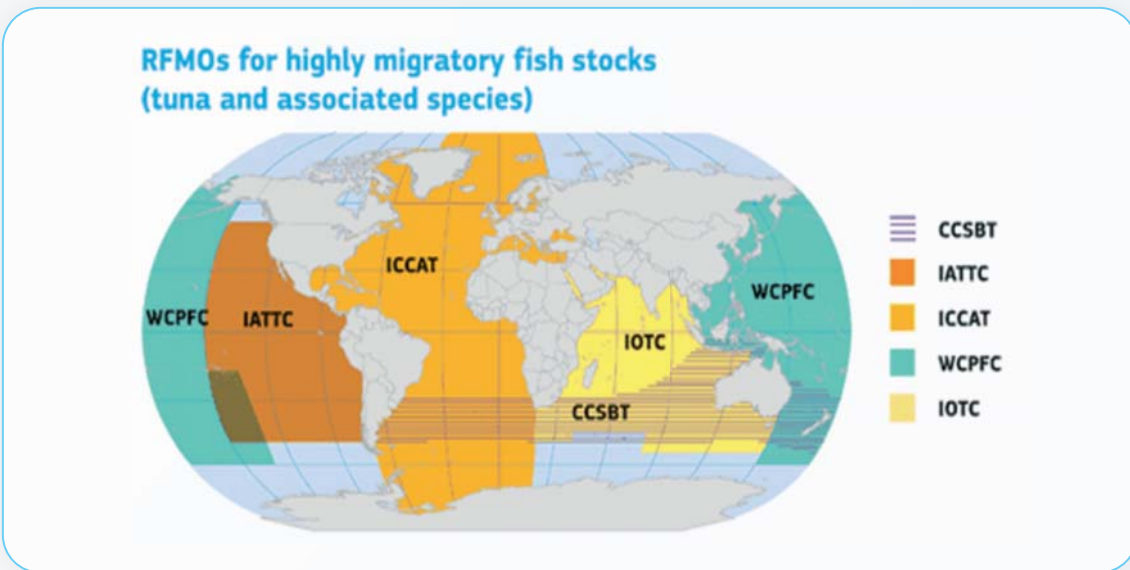 RFMOs for highly migratory fish stocks
(tuna and associated species)
ICCAT
WCPFC
WCPFC
IATTC
IOTC
CCSBT
CCSBT
IATTC
ICCAT
WCPFC
IOTC